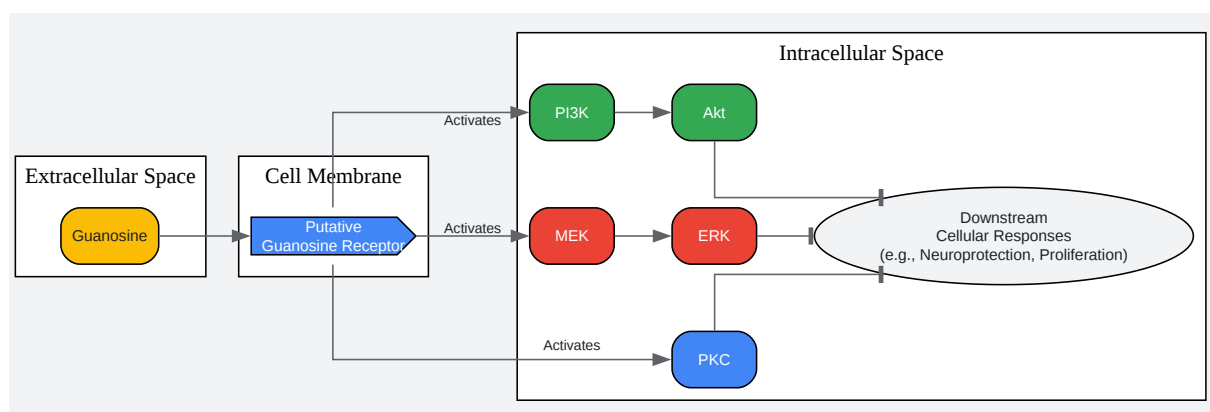 Intracellular Space
PI3K
Akt
Activates
Extracellular Space
Cell Membrane
Guanosine
Putative
Guanosine Receptor
Activates
MEK
ERK
Downstream
Cellular Responses
(e.g., Neuroprotection, Proliferation)
Activates
PKC